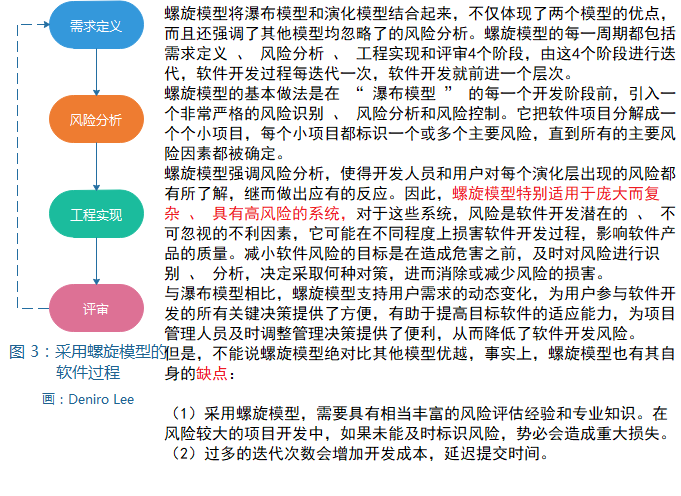 需求定义
风险分析
工程实现
评审
图 3：采用螺旋模型的
软件过程
画：Deniro Lee
螺旋模型将瀑布模型和演化模型结合起来，不仅体现了两个模型的优点，
而且还强调了其他模型均忽略了的风险分析。螺旋模型的每一周期都包括
需求定义 、 风险分析 、 工程实现和评审4个阶段，由这4个阶段进行迭
代，软件开发过程每迭代一次，软件开发就前进一个层次。
螺旋模型的基本做法是在 “ 瀑布模型 ” 的每一个开发阶段前，引入一
个非常严格的风险识别 、 风险分析和风险控制。它把软件项目分解成一
个个小项目，每个小项目都标识一个或多个主要风险，直到所有的主要风
险因素都被确定。
螺旋模型强调风险分析，使得开发人员和用户对每个演化层出现的风险都
有所了解，继而做出应有的反应。因此，螺旋模型特别适用于庞大而复
杂 、 具有高风险的系统，对于这些系统，风险是软件开发潜在的 、 不
可忽视的不利因素，它可能在不同程度上损害软件开发过程，影响软件产
品的质量。减小软件风险的目标是在造成危害之前，及时对风险进行识
别 、 分析，决定采取何种对策，进而消除或减少风险的损害。
与瀑布模型相比，螺旋模型支持用户需求的动态变化，为用户参与软件开
发的所有关键决策提供了方便，有助于提高目标软件的适应能力，为项目
管理人员及时调整管理决策提供了便利，从而降低了软件开发风险。
但是，不能说螺旋模型绝对比其他模型优越，事实上，螺旋模型也有其自
身的缺点：
（1）采用螺旋模型，需要具有相当丰富的风险评估经验和专业知识。在
风险较大的项目开发中，如果未能及时标识风险，势必会造成重大损失。
（2）过多的迭代次数会增加开发成本，延迟提交时间。